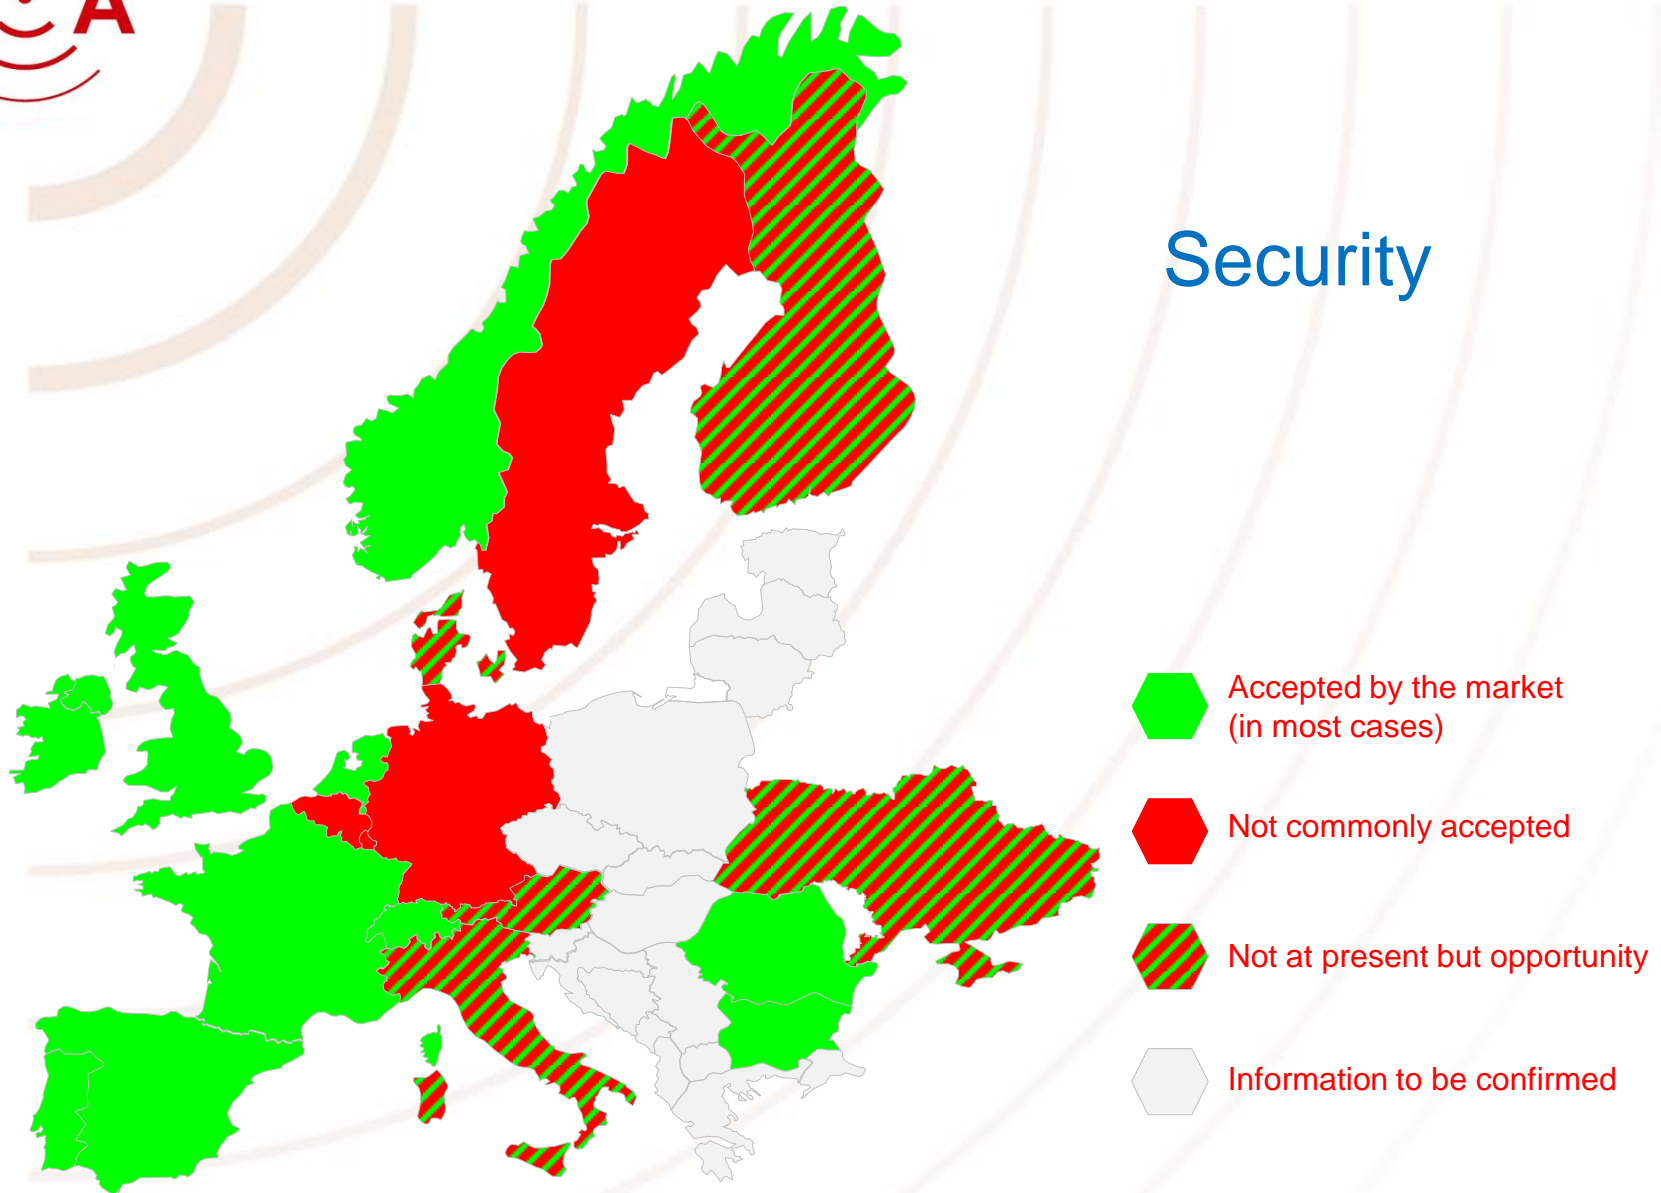 A
Security
Accepted by the market
(in most cases)
Not commonly accepted
Not at present but opportunity
Information to be confirmed